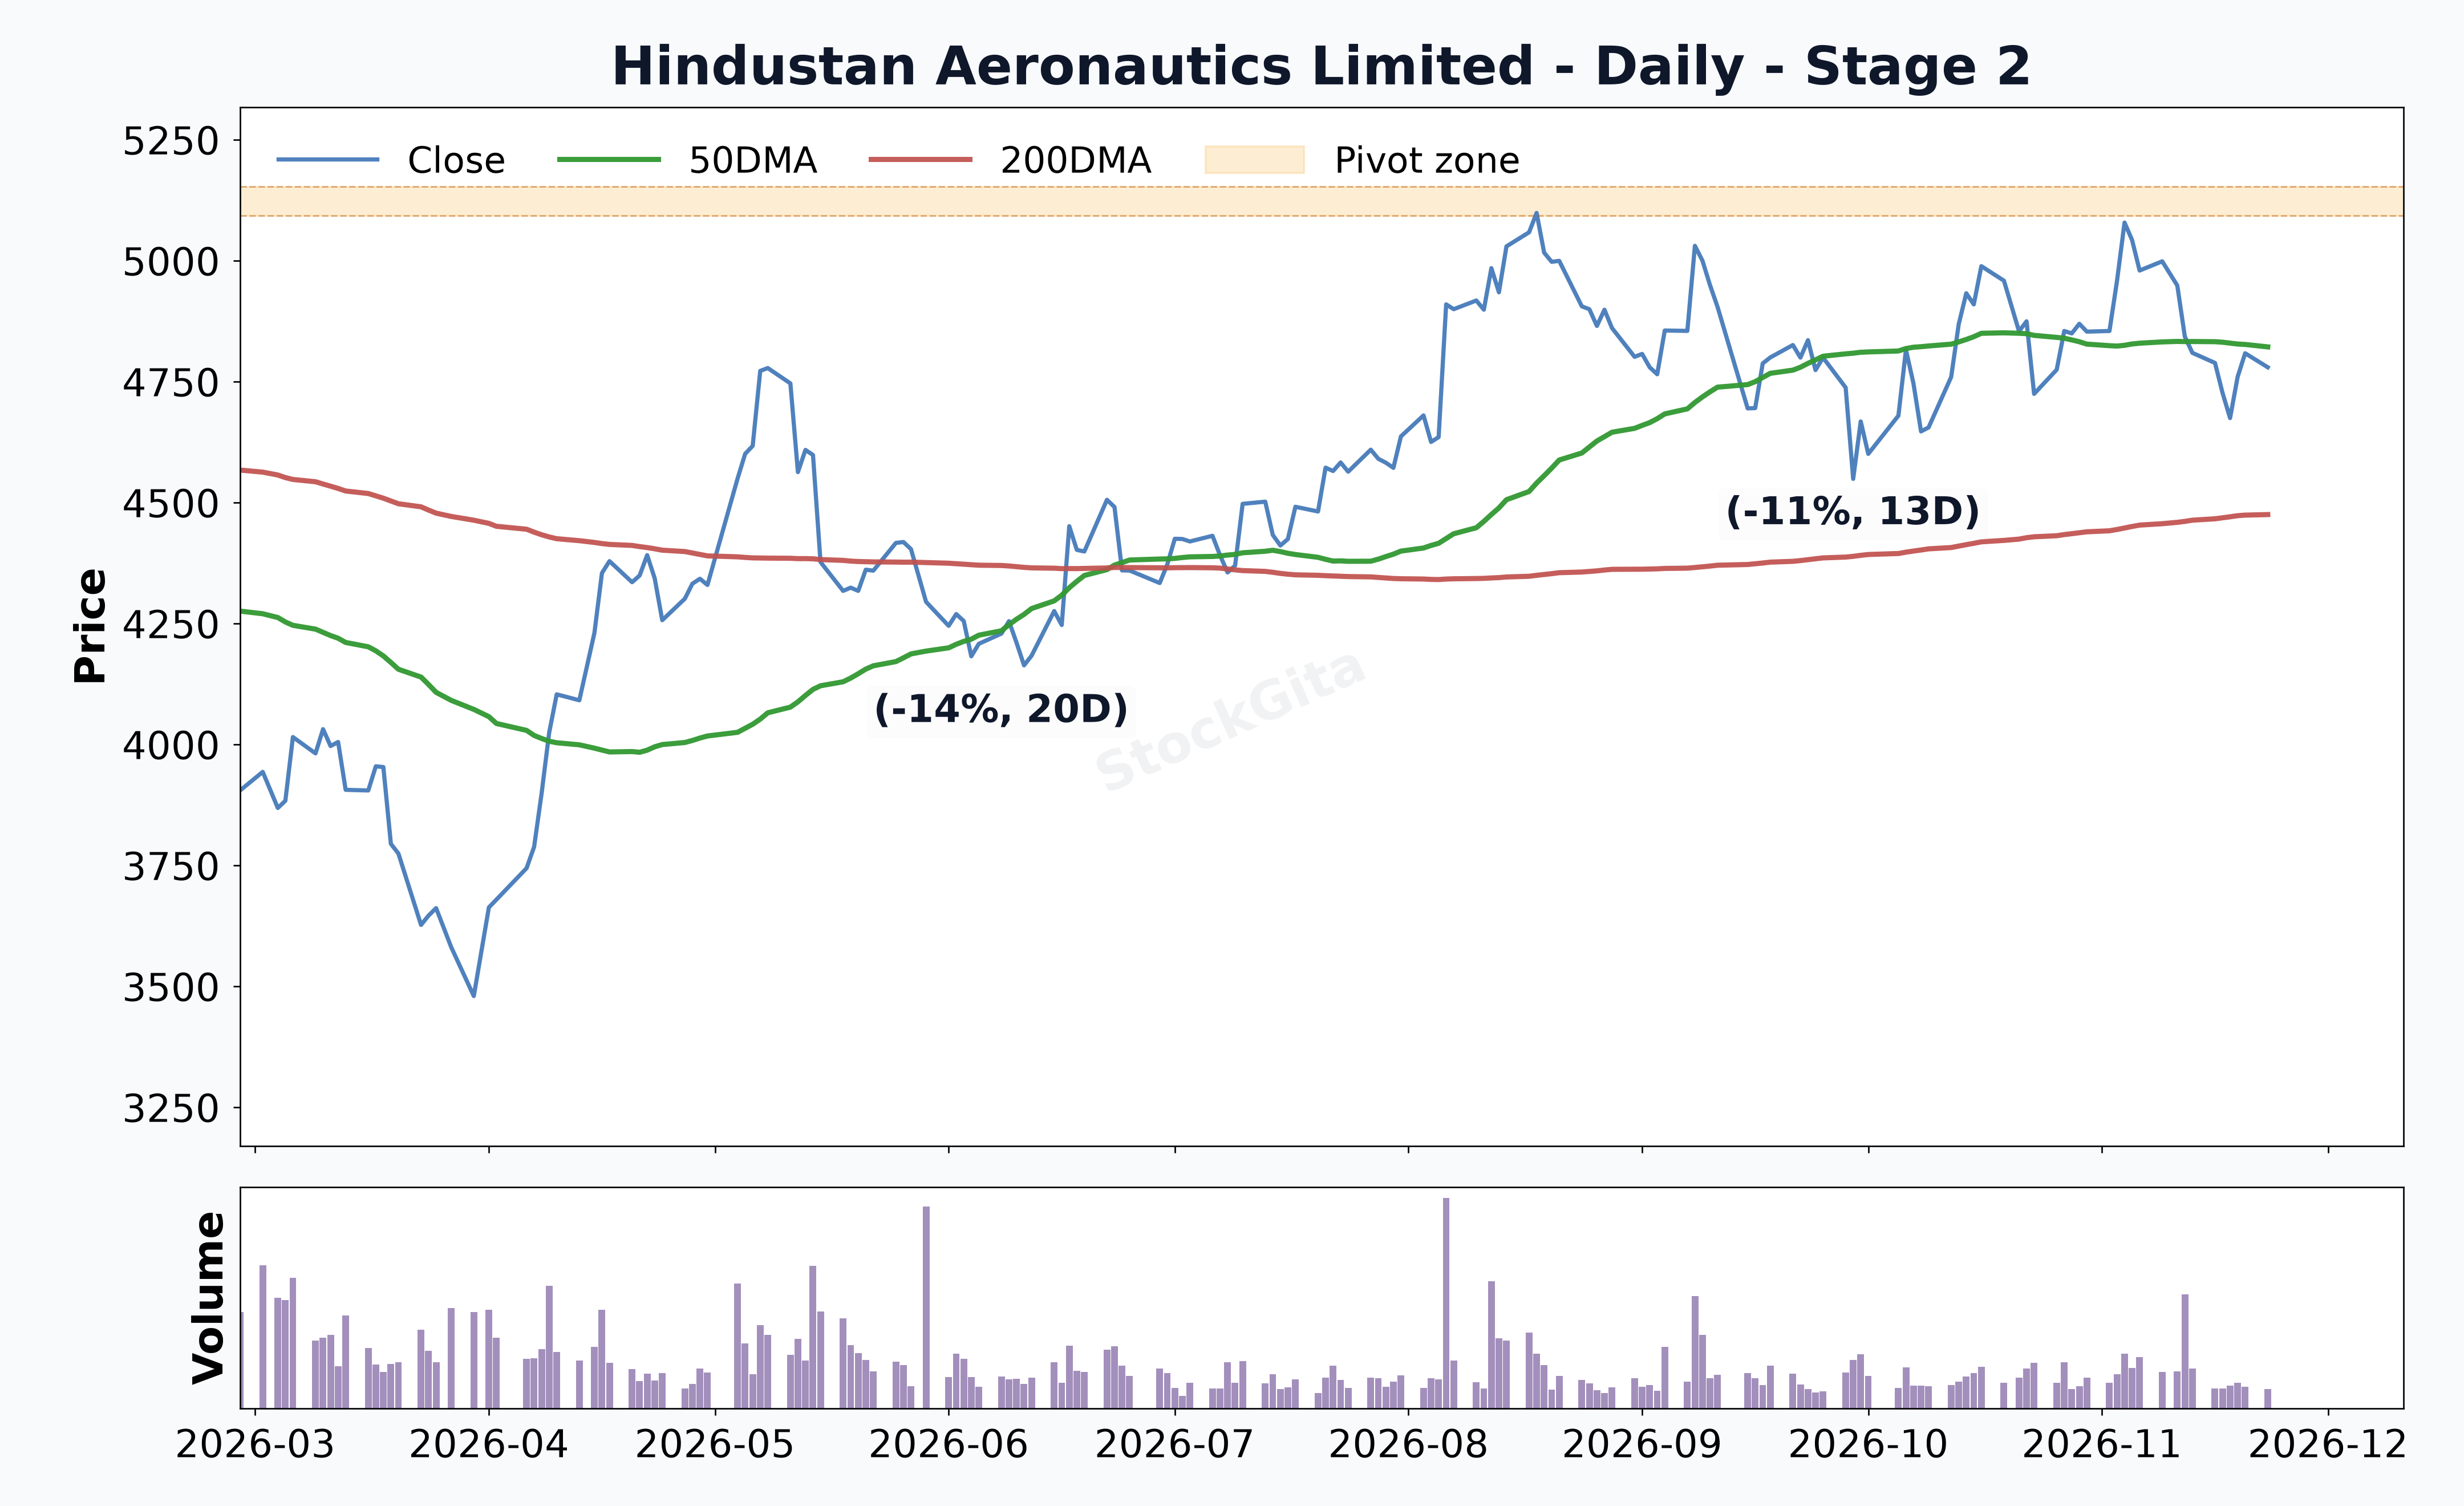 Hindustan Aeronautics Limited - Daily - Stage 2
Close 50DMA 200DMA Pivot zone
5250
5000
4750
4500
4250
4000
3750
3500
3250
Price
(-14%, 20D)
(-11%, 13D)
StockGita
Volume
2026-03 2026-04 2026-05 2026-06 2026-07 2026-08 2026-09 2026-10 2026-11 2026-12